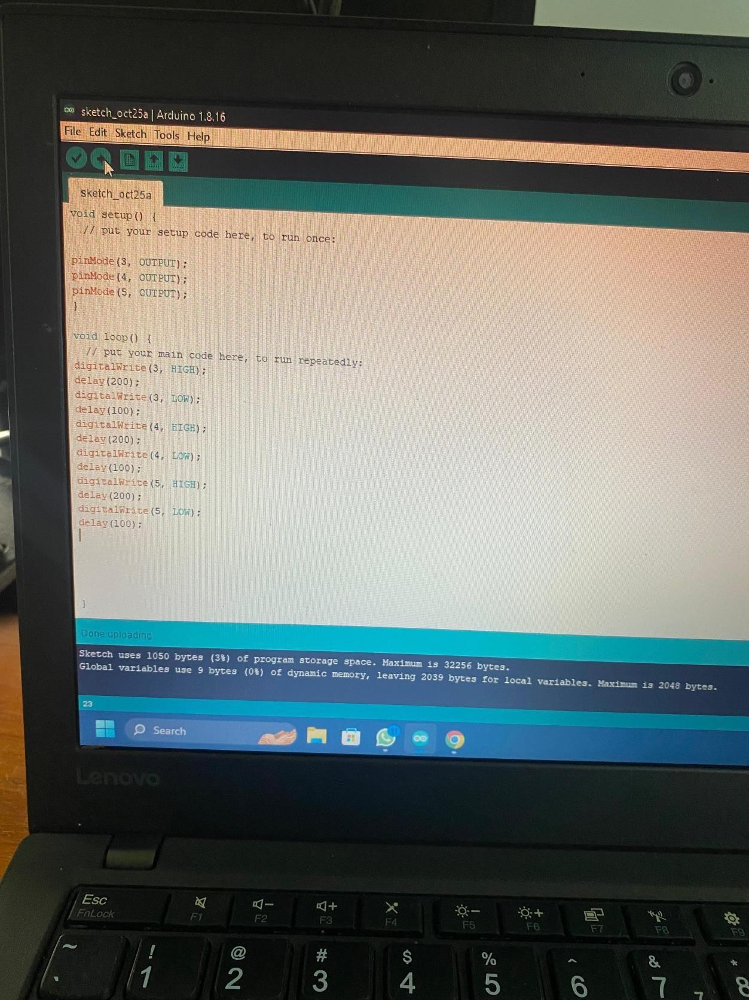 sketch_oct25a | Arduino 1.8.16
File Edit Sketch Tools Help
sketch_oct25a
void setup() {
// put your setup code here, to run once:
pinMode(3, OUTPUT);
pinMode(4, OUTPUT);
pinMode(5, OUTPUT);
}
void loop() {
// put your main code here, to run repeatedly:
digitalWrite(3, HIGH);
delay(200);
digitalWrite(3, LOW);
delay(100);
digitalWrite(4, HIGH);
delay(200);
digitalWrite(4, LOW);
delay(100);
digitalWrite(5, HIGH);
delay(200);
digitalWrite(5, LOW);
delay(100);
}
Done uploading
Sketch uses 1050 bytes (3%) of program storage space. Maximum is 32256 bytes.
Global variables use 9 bytes (0%) of dynamic memory, leaving 2039 bytes for local variables. Maximum is 2048 bytes.
23
Search
Lenovo
Esc
FnLock F1 F2 F3 F4 F5 F6 F7 F8 F9
~ ! @ # $ % ^ & *
1 2 3 4 5 6 7 8
7